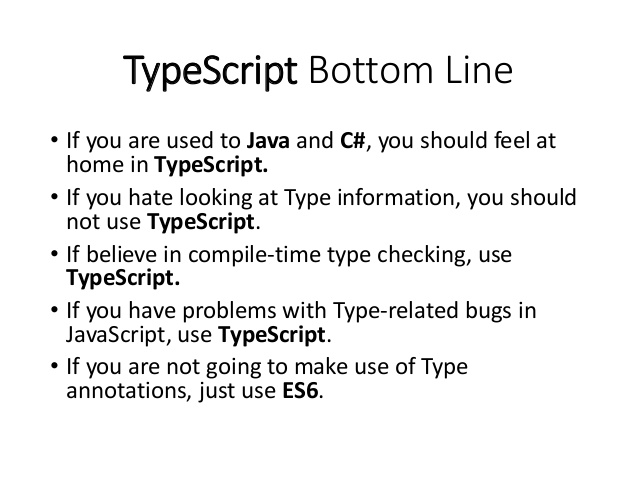 TypeScript Bottom Line
• If you are used to Java and C#, you should feel at
home in TypeScript.
• If you hate looking at Type information, you should
not use TypeScript.
• If believe in compile-time type checking, use
TypeScript.
• If you have problems with Type-related bugs in
JavaScript, use TypeScript.
• If you are not going to make use of Type
annotations, just use ES6.